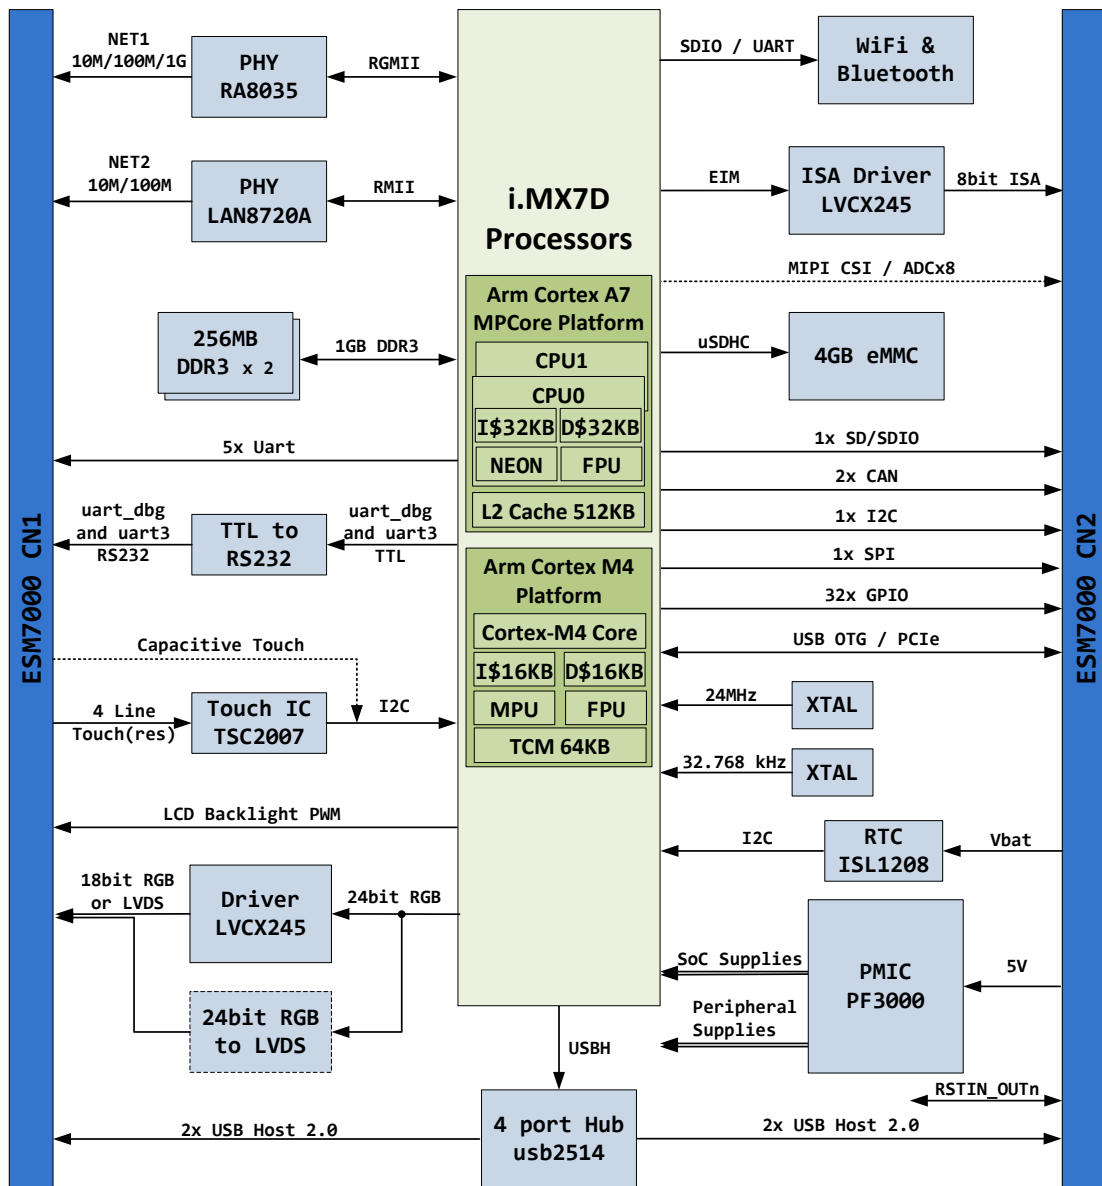 ESM7000 CN1
NET1
10M/100M/1G
PHY
RA8035
RGMII
NET2
10M/100M
PHY
LAN8720A
RMII
256MB
DDR3 x 2
1GB DDR3
5x Uart
uart_dbg
and uart3
RS232
TTL to
RS232
uart_dbg
and uart3
TTL
Capacitive Touch
4 Line
Touch(res)
Touch IC
TSC2007
I2C
LCD Backlight PWM
18bit RGB
or LVDS
Driver
LVCX245
24bit RGB
24bit RGB
to LVDS
2x USB Host 2.0
i.MX7D
Processors
Arm Cortex A7
MPCore Platform
CPU1
CPU0
I$32KB
D$32KB
NEON
FPU
L2 Cache 512KB
Arm Cortex M4
Platform
Cortex-M4 Core
I$16KB
D$16KB
MPU
FPU
TCM 64KB
USBH
4 port Hub
usb2514
SDIO / UART
WiFi &
Bluetooth
EIM
ISA Driver
LVCX245
8bit ISA
MIPI CSI / ADCx8
uSDHC
4GB eMMC
1x SD/SDIO
2x CAN
1x I2C
1x SPI
32x GPIO
USB OTG / PCIe
24MHz
XTAL
32.768 kHz
XTAL
I2C
RTC
ISL1208
Vbat
SoC Supplies
Peripheral
Supplies
PMIC
PF3000
5V
RSTIN_OUTn
2x USB Host 2.0
ESM7000 CN2